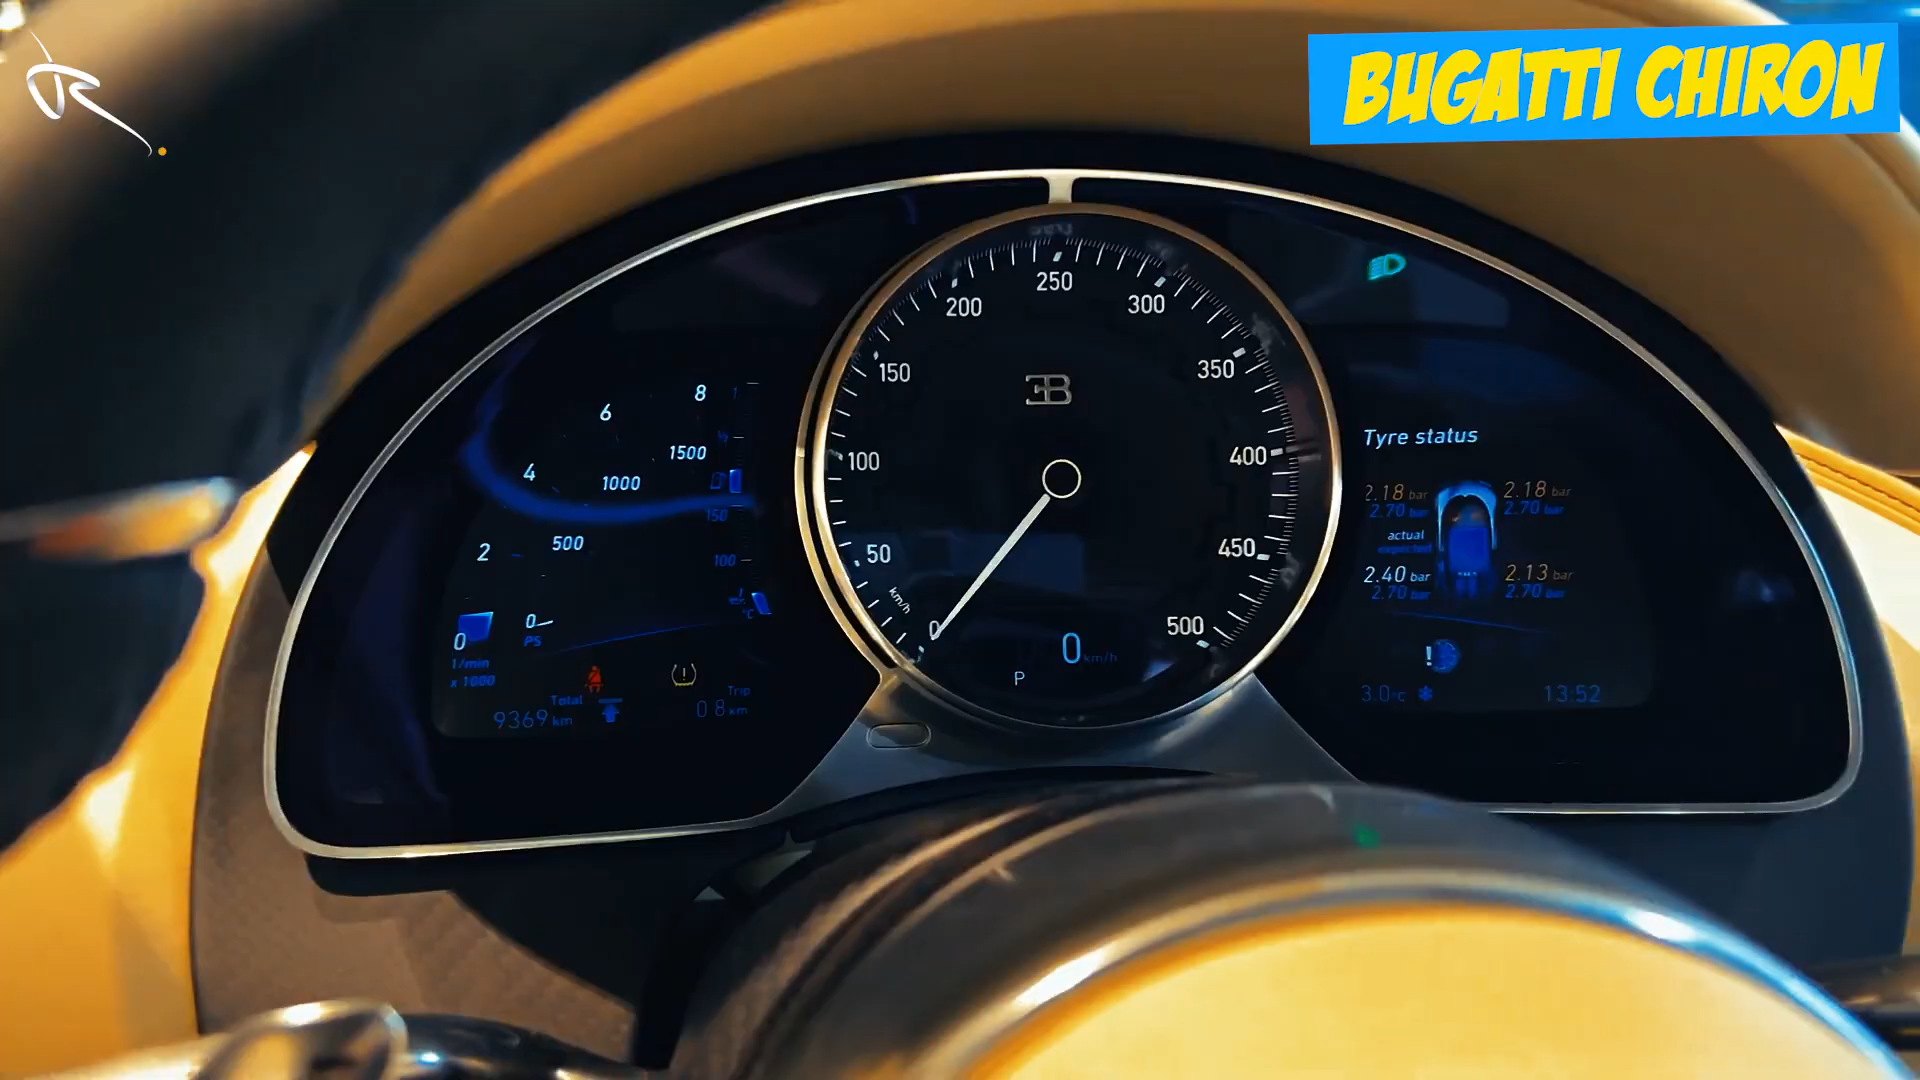 BUGATTI CHIRON
JR
8
6
4
2
0
1/min
x 1000
1500
1000
500
0
PS
150
100
°C
Total
9369 km
Trip
0.8 km
0
50
100
150
200
250
300
350
400
450
500
km/h
EB
P
0 km/h
Tyre status
2.18 bar
2.70 bar
2.18 bar
2.70 bar
actual
expected
2.40 bar
2.70 bar
2.13 bar
2.70 bar
3.0°C
13:52